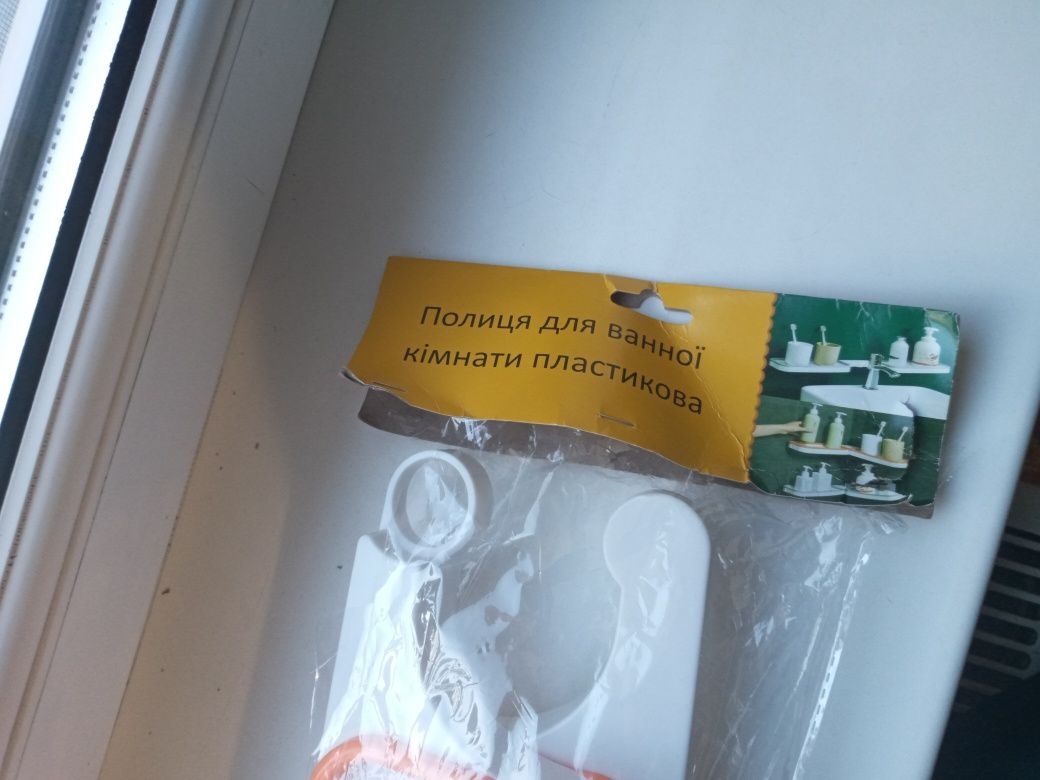 Полиця для ванної
кімнати пластикова